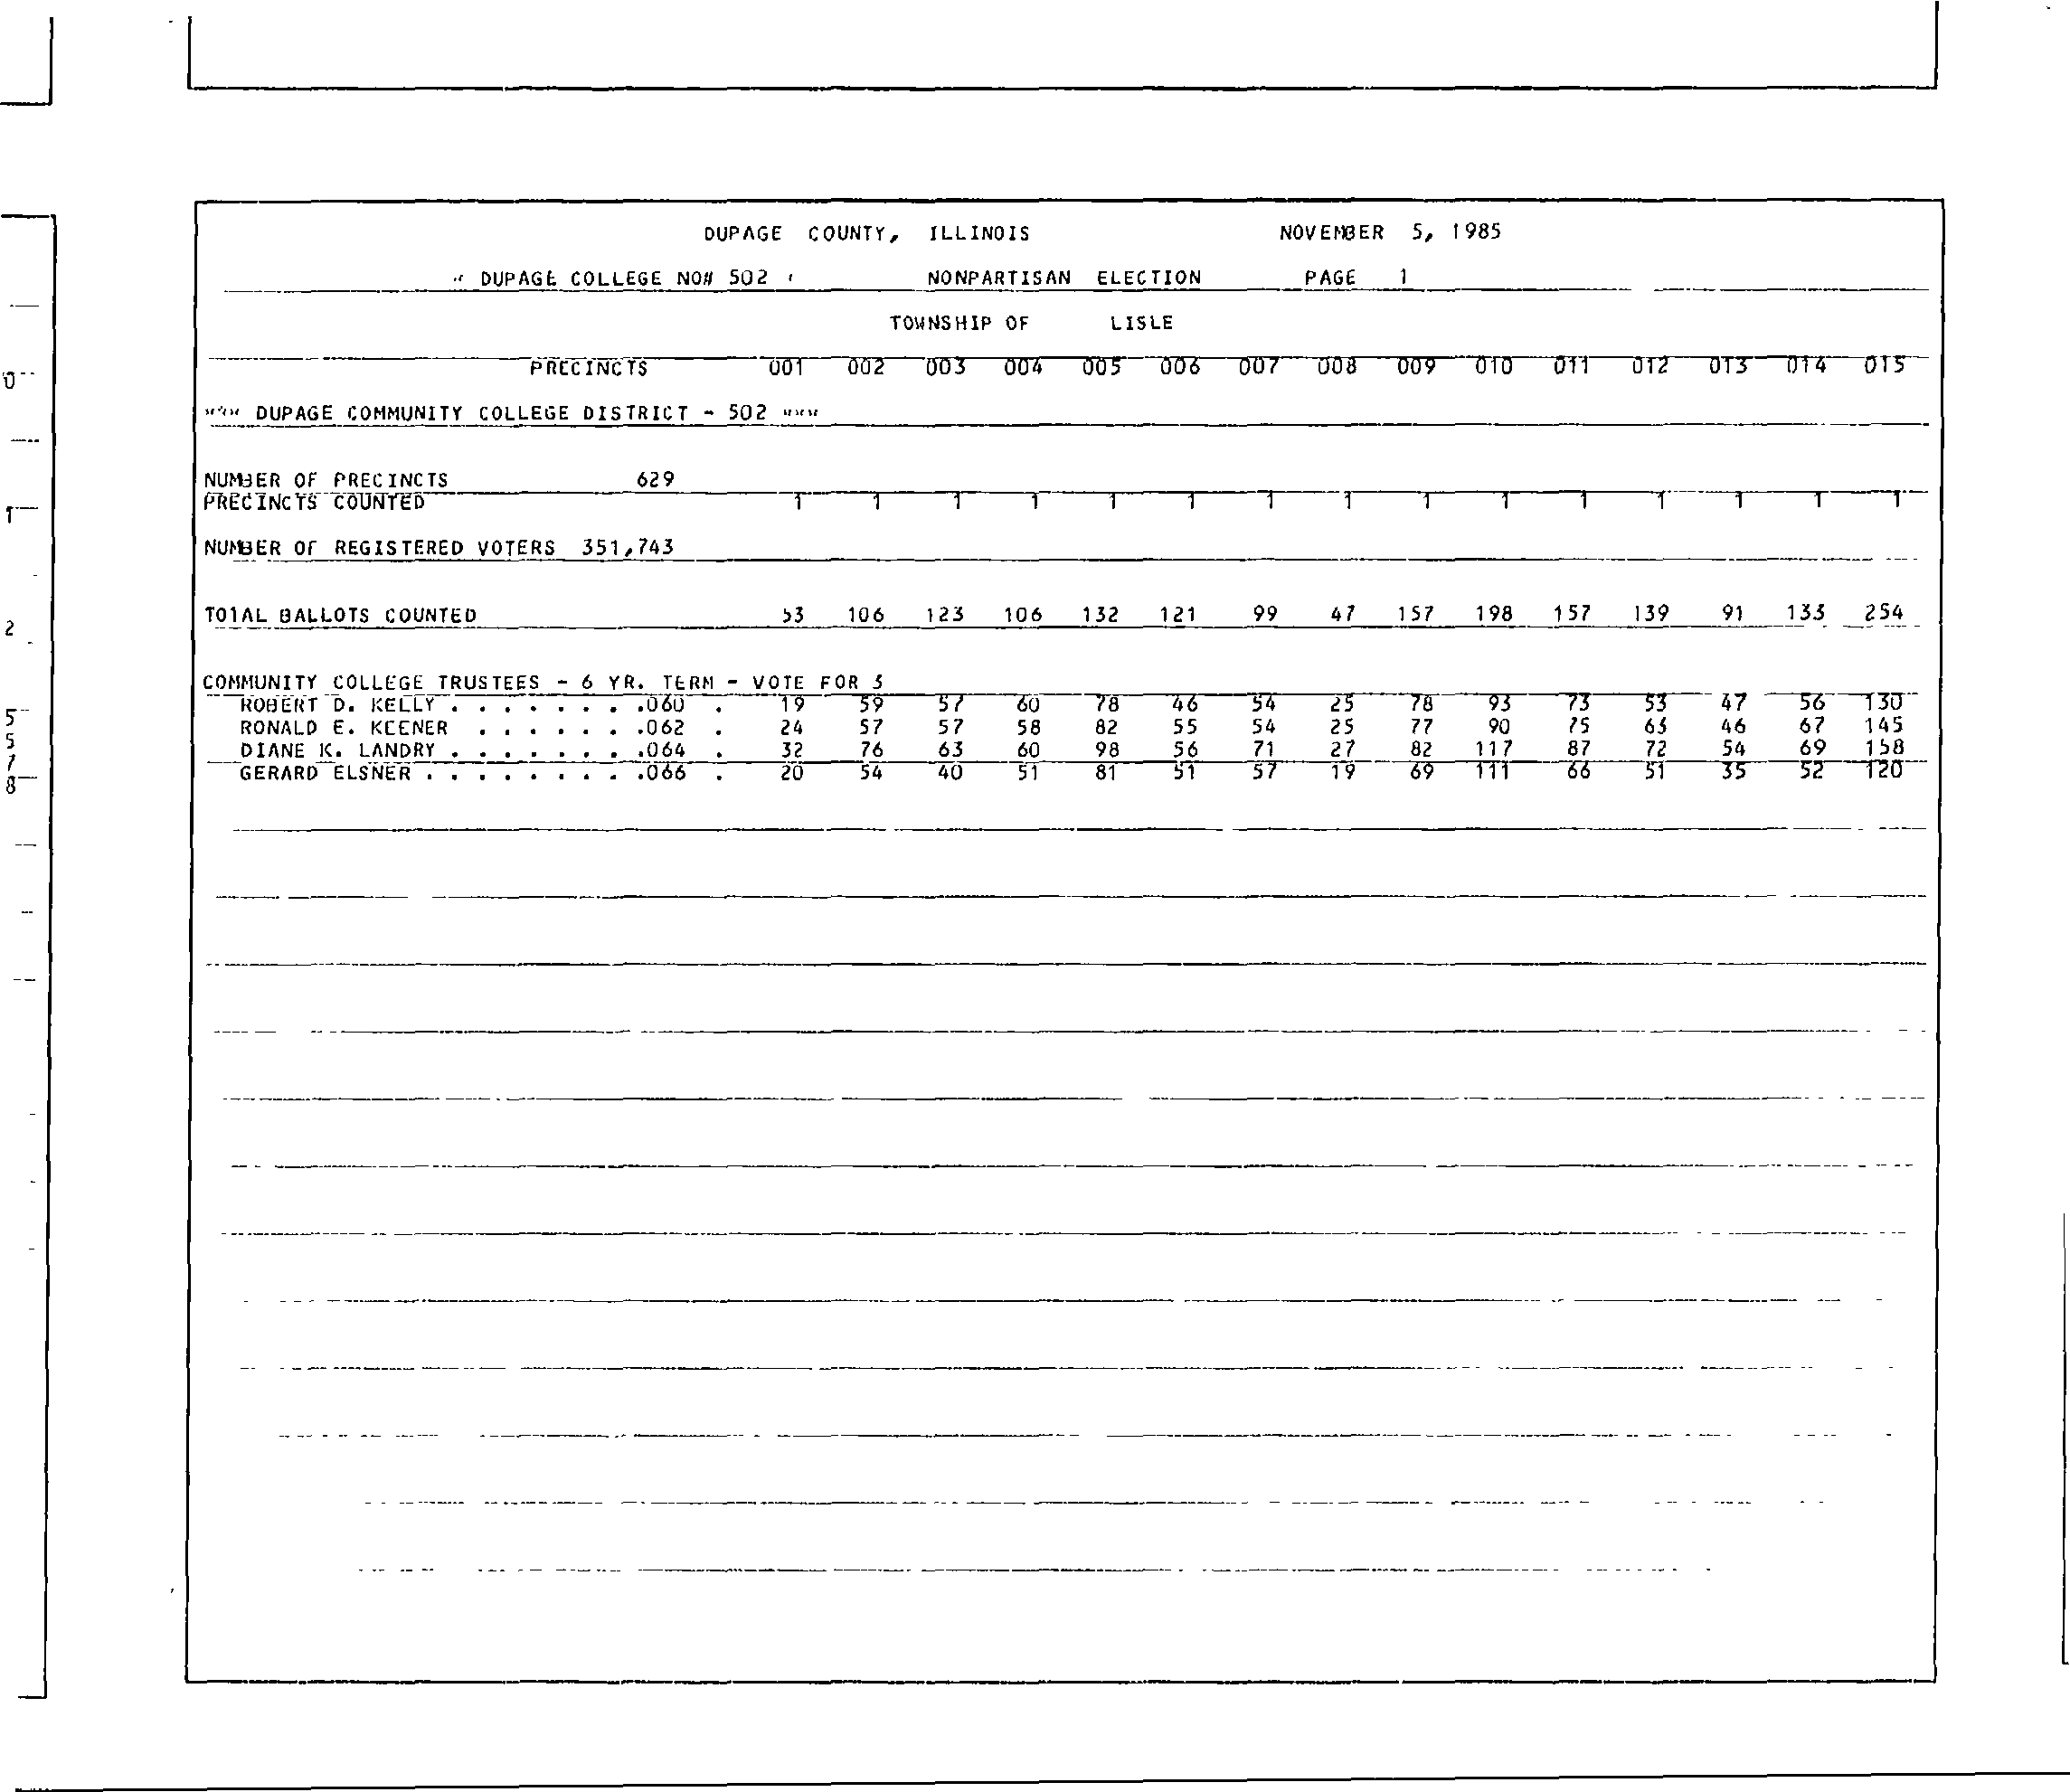 DUPAGE COUNTY, ILLINOIS NOVEMBER 5, 1985
DUPAGE COLLEGE NO# 502 NONPARTISAN ELECTION PAGE 1
TOWNSHIP OF LISLE
PRECINCTS 001 002 003 004 005 006 007 008 009 010 011 012 013 014 015
*** DUPAGE COMMUNITY COLLEGE DISTRICT - 502 ***
NUMBER OF PRECINCTS 629
PRECINCTS COUNTED 1 1 1 1 1 1 1 1 1 1 1 1 1 1 1
NUMBER OF REGISTERED VOTERS 351,743
TOTAL BALLOTS COUNTED 53 106 123 106 132 121 99 47 157 198 157 139 91 133 254
COMMUNITY COLLEGE TRUSTEES - 6 YR. TERM - VOTE FOR 3
ROBERT D. KELLY . . . . . . . .060 . 19 59 57 60 78 46 54 25 78 93 73 53 47 56 130
RONALD E. KEENER . . . . . . .062 . 24 57 57 58 82 55 54 25 77 90 75 63 46 67 145
DIANE K. LANDRY . . . . . . . .064 . 32 76 63 60 98 56 71 27 82 117 87 72 54 69 158
GERARD ELSNER . . . . . . . . .066 . 20 54 40 51 81 51 57 19 69 111 66 51 35 52 120